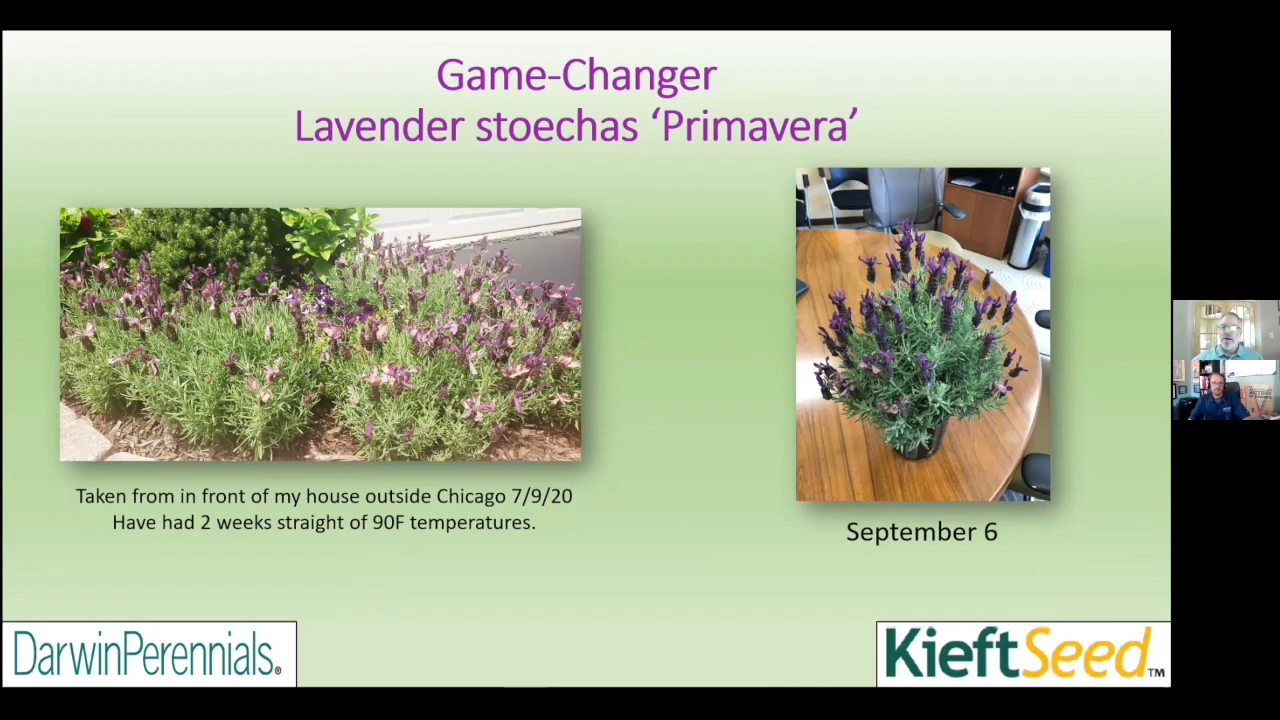 Game-Changer
Lavender stoechas ‘Primavera’
Taken from in front of my house outside Chicago 7/9/20
Have had 2 weeks straight of 90F temperatures.
September 6
DarwinPerennials®
KieftSeed™